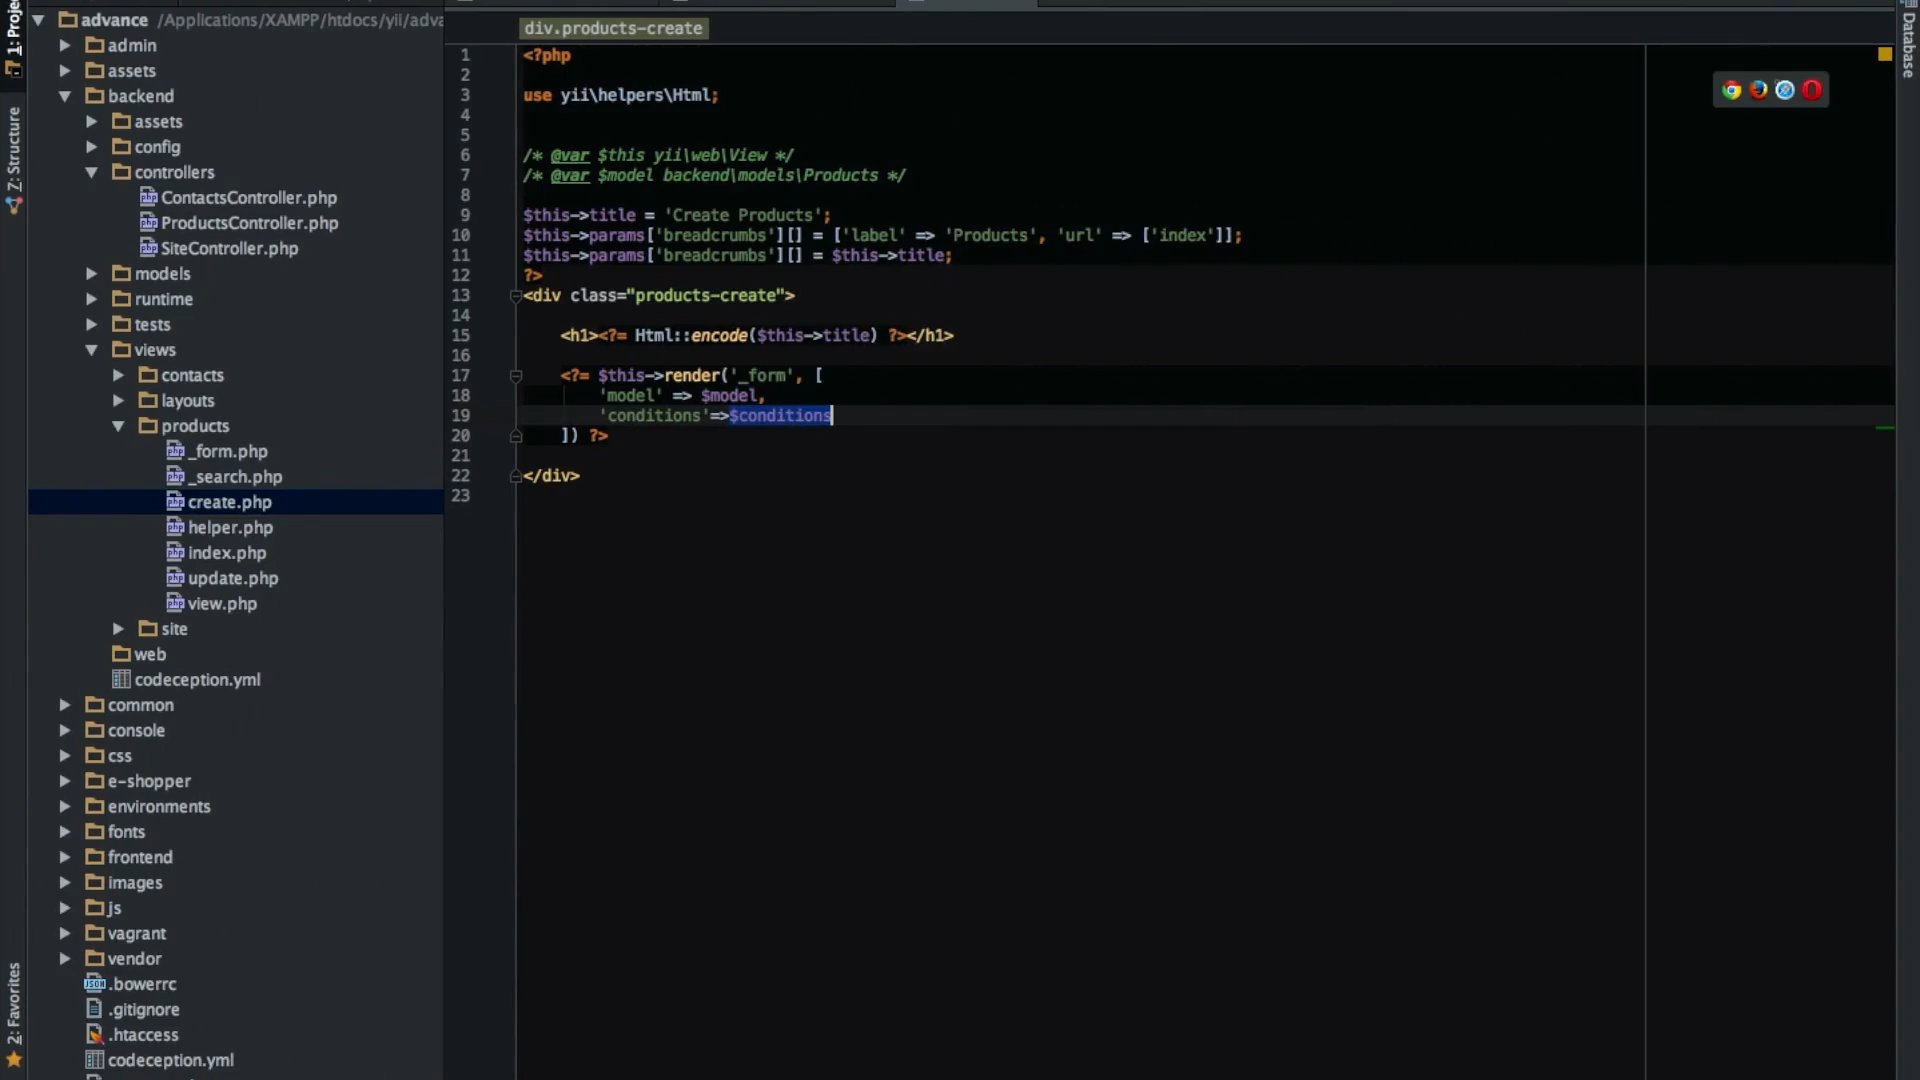 advance /Applications/XAMPP/htdocs/yii/adva
admin
assets
backend
assets
config
controllers
ContactsController.php
ProductsController.php
SiteController.php
models
runtime
tests
views
contacts
layouts
products
_form.php
_search.php
create.php
helper.php
index.php
update.php
view.php
site
web
codeception.yml
common
console
css
e-shopper
environments
fonts
frontend
images
js
vagrant
vendor
.bowerrc
.gitignore
.htaccess
codeception.yml
1: Projec
7: Structure
2: Favorites
div.products-create
1 <?php
2
3 use yii\helpers\Html;
4
5
6 /* @var $this yii\web\View */
7 /* @var $model backend\models\Products */
8
9 $this->title = 'Create Products';
10 $this->params['breadcrumbs'][] = ['label' => 'Products', 'url' => ['index']];
11 $this->params['breadcrumbs'][] = $this->title;
12 ?>
13 <div class="products-create">
14
15 <h1><?= Html::encode($this->title) ?></h1>
16
17 <?= $this->render('_form', [
18 'model' => $model,
19 'conditions'=>$conditions
20 ]) ?>
21
22 </div>
23
Database